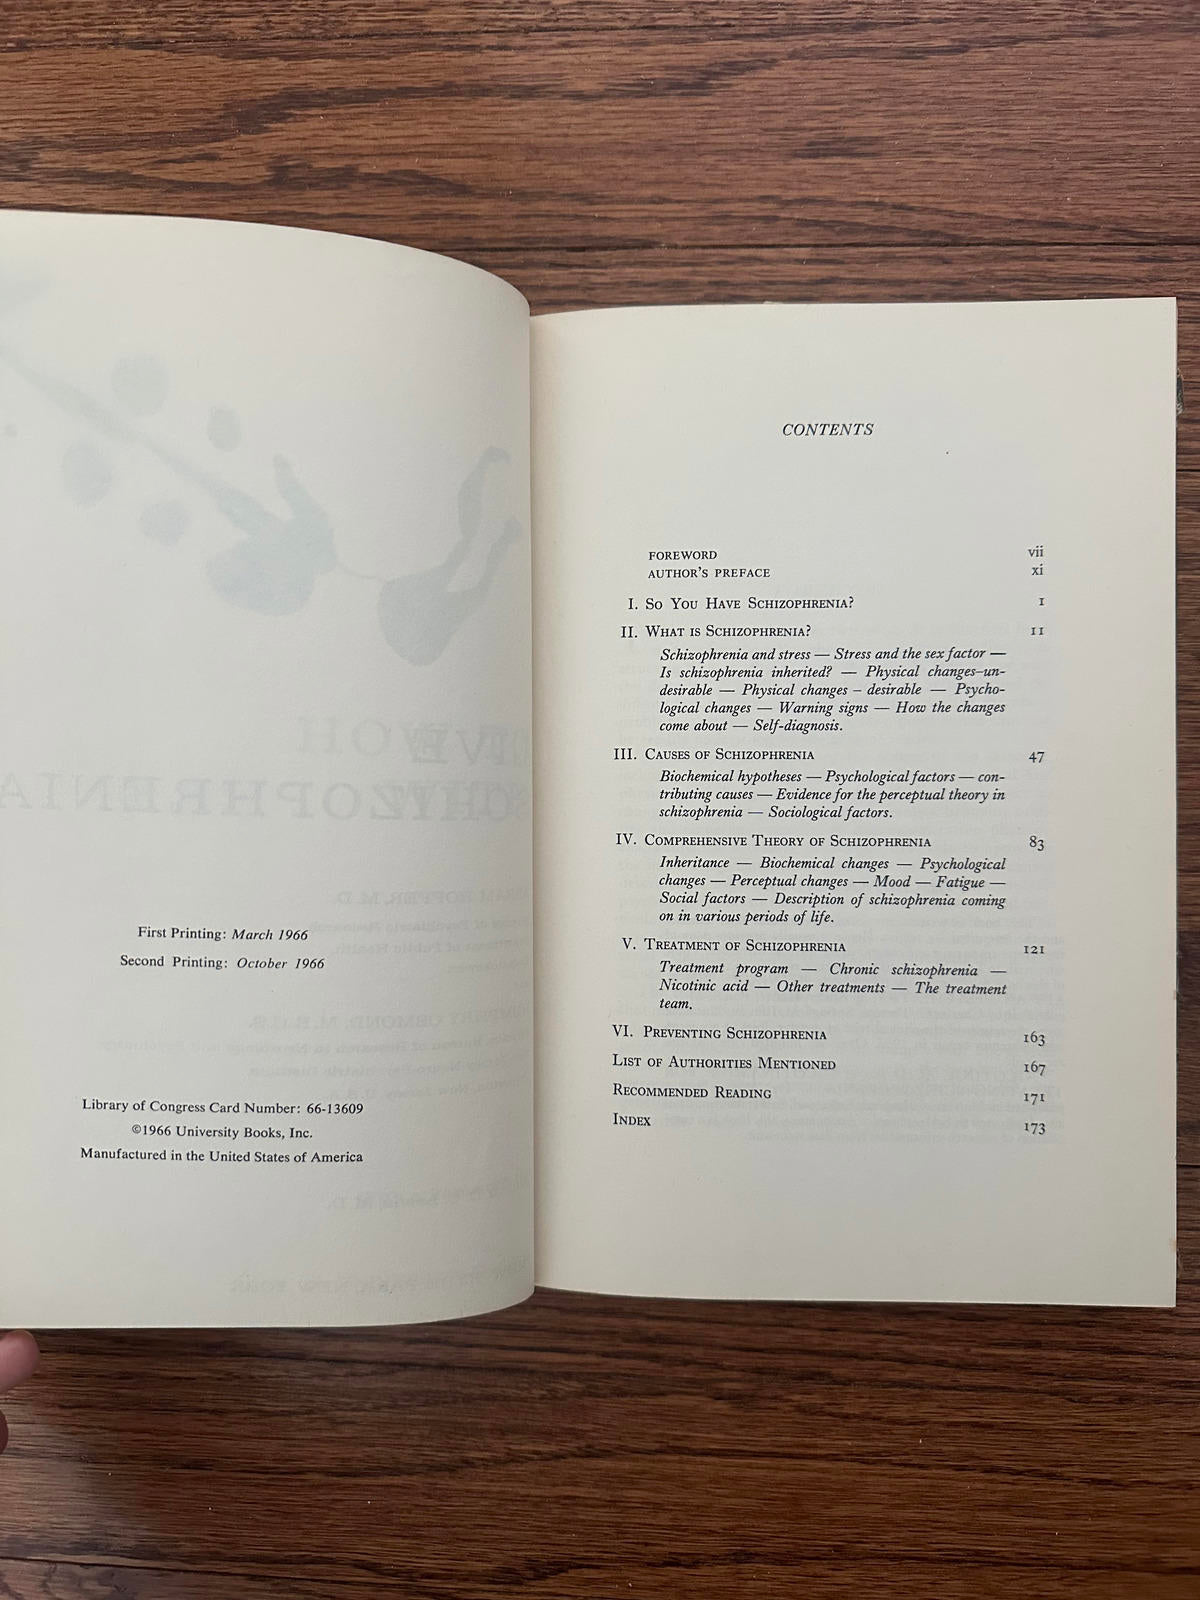 First Printing: March 1966
Second Printing: October 1966
Library of Congress Card Number: 66-13609
©1966 University Books, Inc.
Manufactured in the United States of America
CONTENTS
FOREWORD vii
AUTHOR'S PREFACE xi
I. So You Have Schizophrenia? 1
II. What is Schizophrenia? 11
Schizophrenia and stress — Stress and the sex factor —
Is schizophrenia inherited? — Physical changes–un-
desirable — Physical changes – desirable — Psycho-
logical changes — Warning signs — How the changes
come about — Self-diagnosis.
III. Causes of Schizophrenia 47
Biochemical hypotheses — Psychological factors — con-
tributing causes — Evidence for the perceptual theory in
schizophrenia — Sociological factors.
IV. Comprehensive Theory of Schizophrenia 83
Inheritance — Biochemical changes — Psychological
changes — Perceptual changes — Mood — Fatigue —
Social factors — Description of schizophrenia coming
on in various periods of life.
V. Treatment of Schizophrenia 121
Treatment program — Chronic schizophrenia —
Nicotinic acid — Other treatments — The treatment
team.
VI. Preventing Schizophrenia 163
List of Authorities Mentioned 167
Recommended Reading 171
Index 173